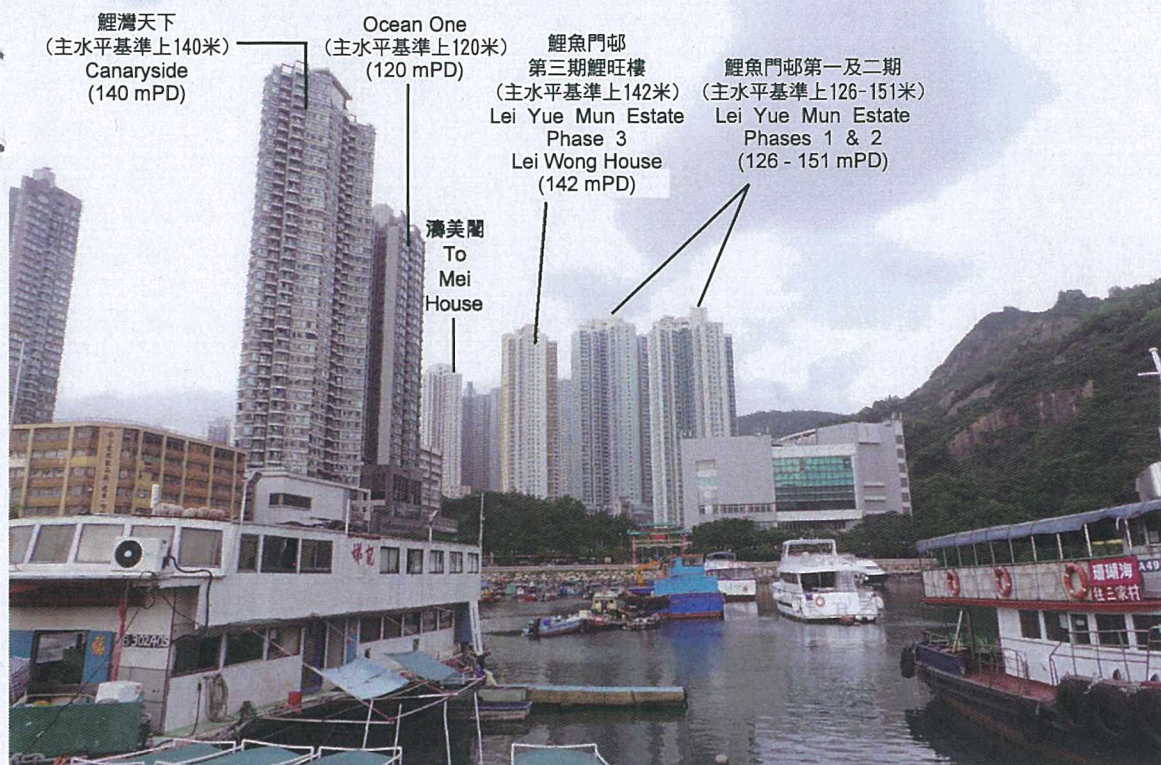 鯉灣天下
(主水平基準上140米)
Canaryside
(140 mPD)
Ocean One
(主水平基準上120米)
(120 mPD)
鯉魚門邨
第三期鯉旺樓
(主水平基準上142米)
Lei Yue Mun Estate
Phase 3
Lei Wong House
(142 mPD)
鯉魚門邨第一及二期
(主水平基準上126-151米)
Lei Yue Mun Estate
Phases 1 & 2
(126 - 151 mPD)
濤美閣
To
Mei
House
珊瑚海
往三家村